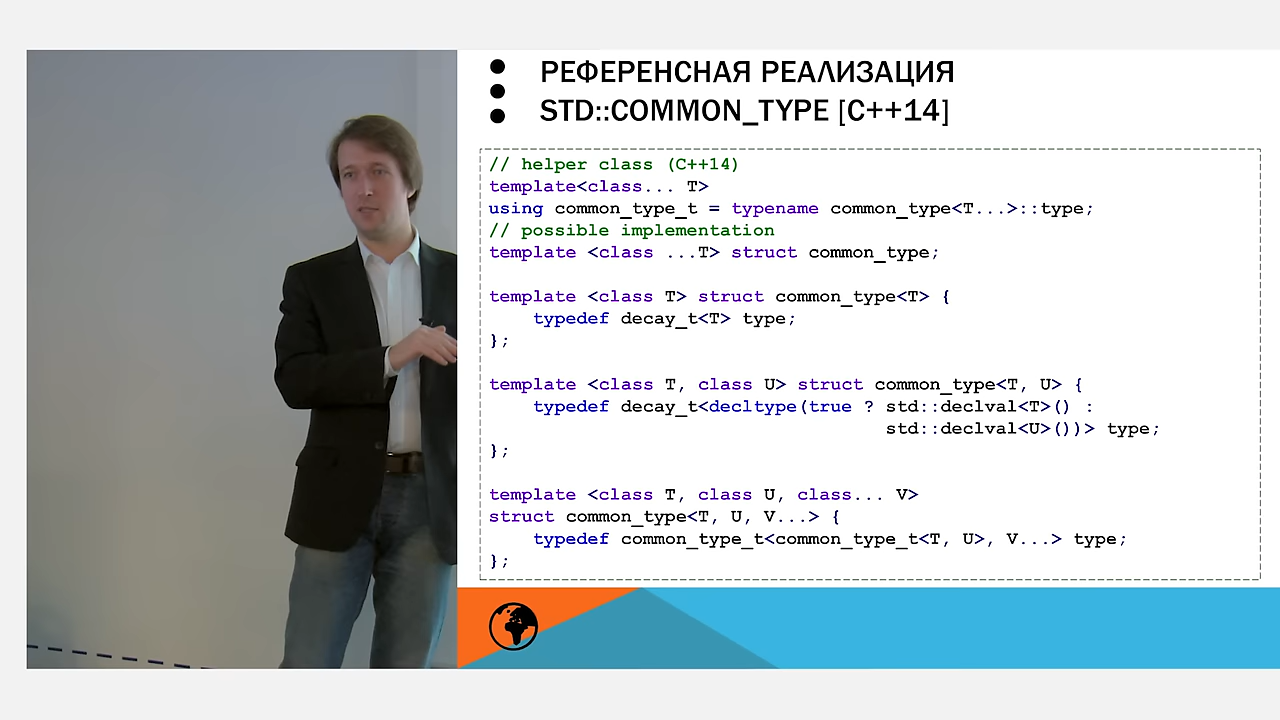 РЕФЕРЕНСНАЯ РЕАЛИЗАЦИЯ
STD::COMMON_TYPE [C++14]
// helper class (C++14)
template<class... T>
using common_type_t = typename common_type<T...>::type;
// possible implementation
template <class ...T> struct common_type;
template <class T> struct common_type<T> {
typedef decay_t<T> type;
};
template <class T, class U> struct common_type<T, U> {
typedef decay_t<decltype(true ? std::declval<T>() :
std::declval<U>())> type;
};
template <class T, class U, class... V>
struct common_type<T, U, V...> {
typedef common_type_t<common_type_t<T, U>, V...> type;
};